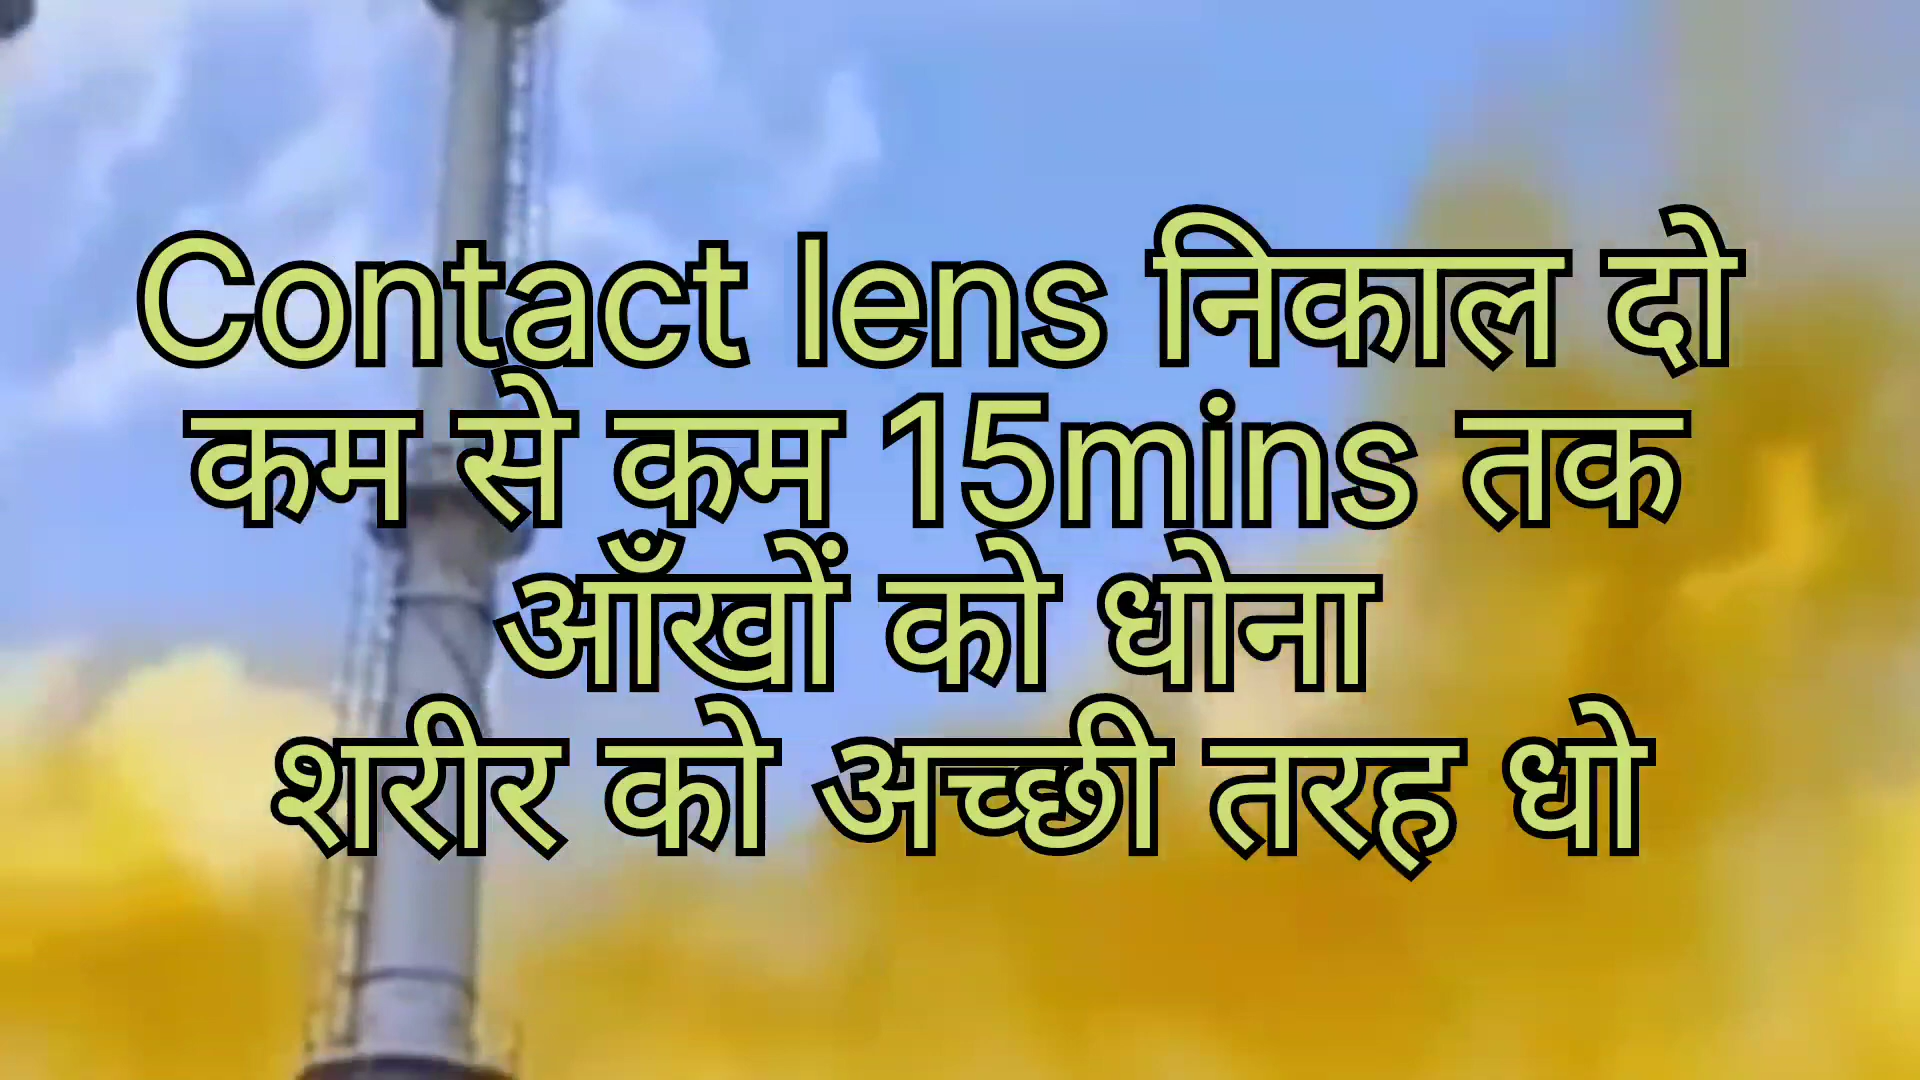 Contact lens निकाल दो
कम से कम 15mins तक
आँखों को धोना
शरीर को अच्छी तरह धो